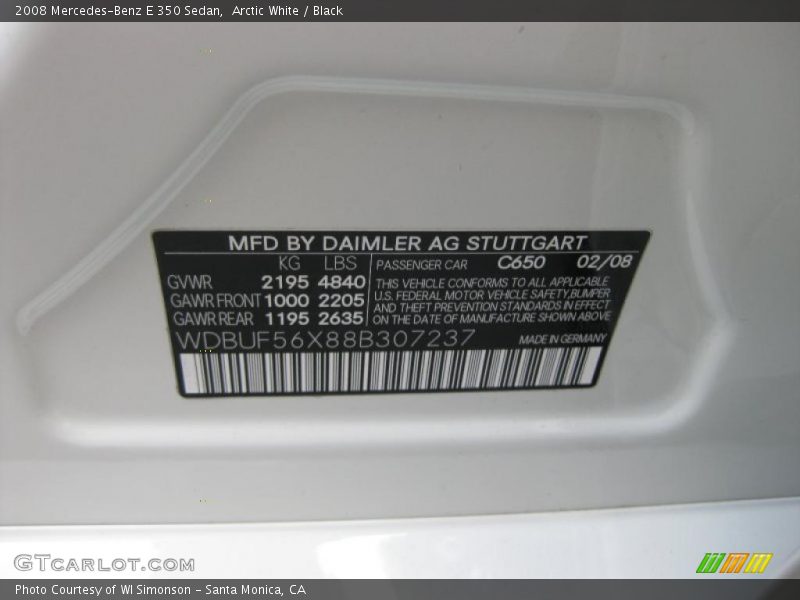 2008 Mercedes-Benz E 350 Sedan, Arctic White / Black
MFD BY DAIMLER AG STUTTGART
KG LBS PASSENGER CAR C650 02/08
GVWR 2195 4840 THIS VEHICLE CONFORMS TO ALL APPLICABLE
GAWR FRONT 1000 2205 U.S. FEDERAL MOTOR VEHICLE SAFETY, BUMPER
AND THEFT PREVENTION STANDARDS IN EFFECT
GAWR REAR 1195 2635 ON THE DATE OF MANUFACTURE SHOWN ABOVE
WDBUF56X88B307237 MADE IN GERMANY
GTCARLOT.COM
Photo Courtesy of WI Simonson - Santa Monica, CA